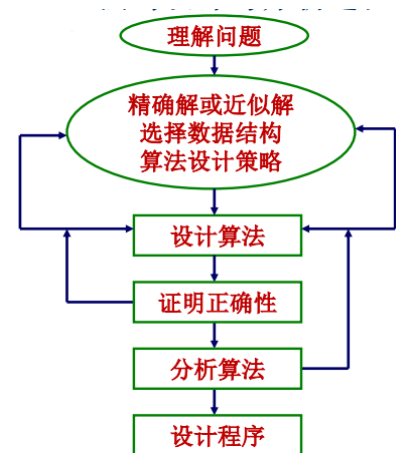 理解问题
精确解或近似解
选择数据结构
算法设计策略
设计算法
证明正确性
分析算法
设计程序